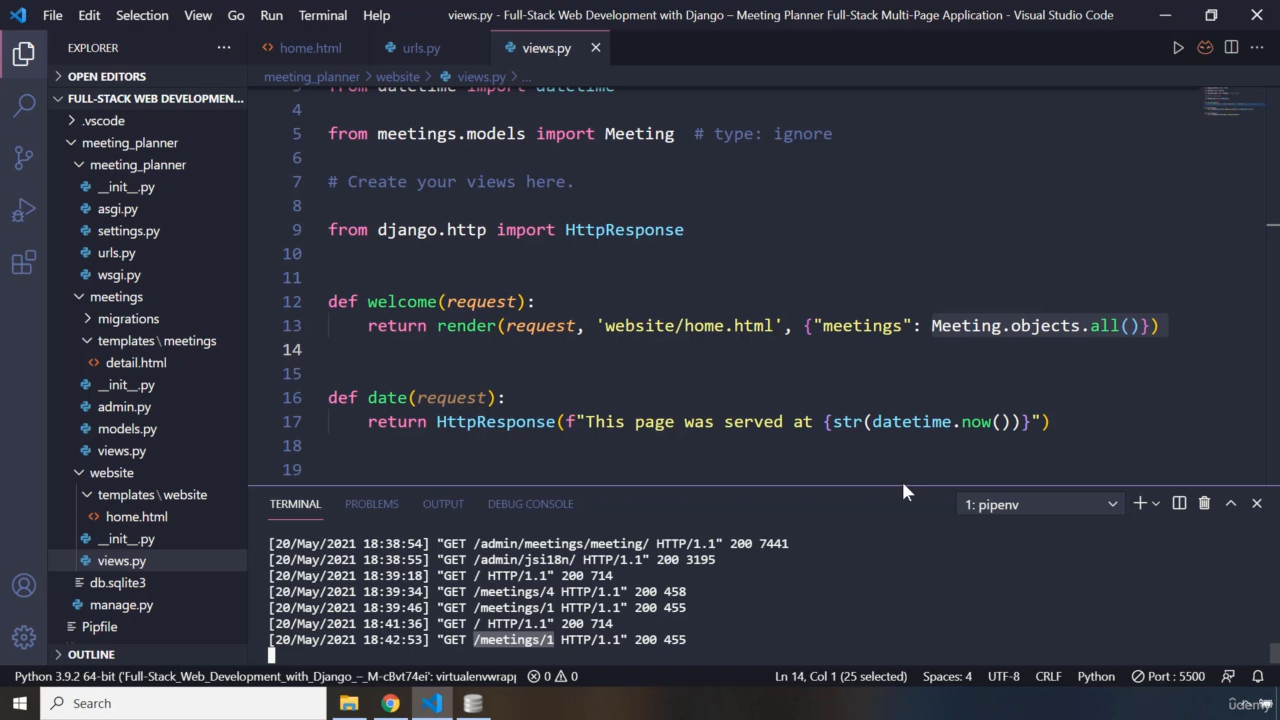 File Edit Selection View Go Run Terminal Help views.py - Full-Stack Web Development with Django – Meeting Planner Full-Stack Multi-Page Application - Visual Studio Code
EXPLORER
home.html urls.py views.py
OPEN EDITORS
meeting_planner > website > views.py > ...
FULL-STACK WEB DEVELOPMEN...
.vscode
meeting_planner
meeting_planner
__init__.py
asgi.py
settings.py
urls.py
wsgi.py
meetings
migrations
templates\meetings
detail.html
__init__.py
admin.py
models.py
views.py
website
templates\website
home.html
__init__.py
views.py
db.sqlite3
manage.py
Pipfile
OUTLINE
3 from datetime import datetime
4
5 from meetings.models import Meeting # type: ignore
6
7 # Create your views here.
8
9 from django.http import HttpResponse
10
11
12 def welcome(request):
13 return render(request, 'website/home.html', {"meetings": Meeting.objects.all()})
14
15
16 def date(request):
17 return HttpResponse(f"This page was served at {str(datetime.now())}")
18
19
TERMINAL PROBLEMS OUTPUT DEBUG CONSOLE 1: pipenv
[20/May/2021 18:38:54] "GET /admin/meetings/meeting/ HTTP/1.1" 200 7441
[20/May/2021 18:38:55] "GET /admin/jsi18n/ HTTP/1.1" 200 3195
[20/May/2021 18:39:18] "GET / HTTP/1.1" 200 714
[20/May/2021 18:39:34] "GET /meetings/4 HTTP/1.1" 200 458
[20/May/2021 18:39:46] "GET /meetings/1 HTTP/1.1" 200 455
[20/May/2021 18:41:36] "GET / HTTP/1.1" 200 714
[20/May/2021 18:42:53] "GET /meetings/1 HTTP/1.1" 200 455
Python 3.9.2 64-bit ('Full-Stack_Web_Development_with_Django_–_M-cBvt74ei': virtualenvwrapp 0 0 Ln 14, Col 1 (25 selected) Spaces: 4 UTF-8 CRLF Python Port : 5500
Search
udemy